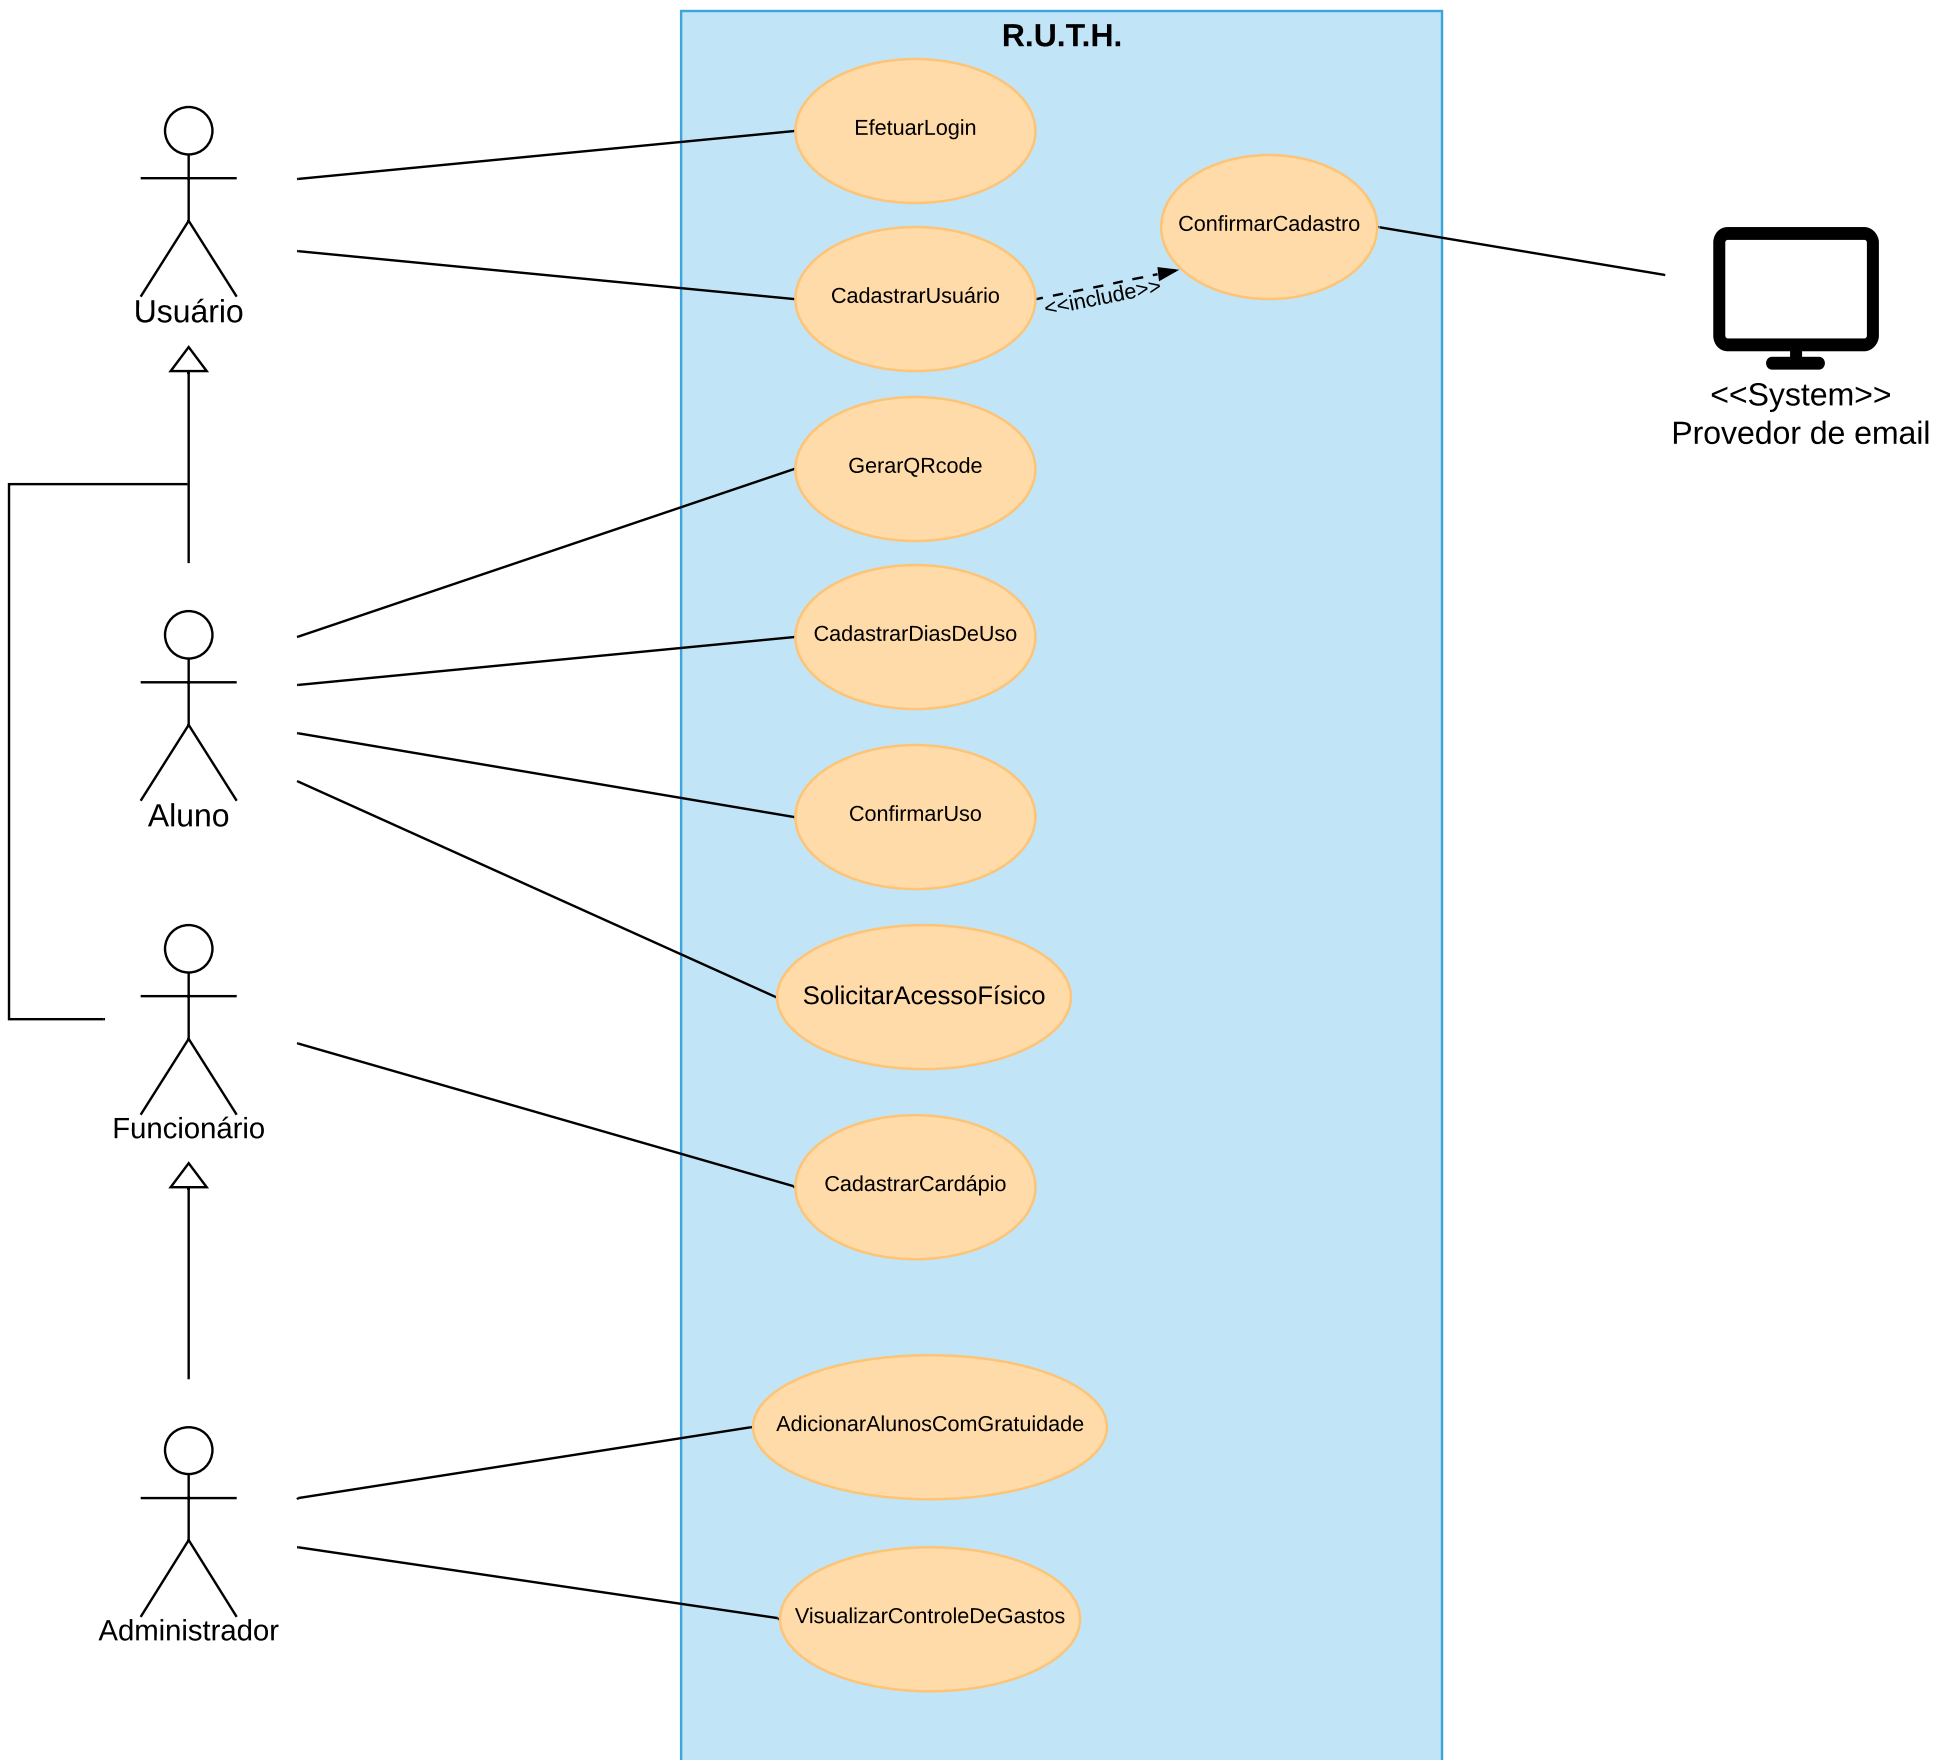 R.U.T.H.
EfetuarLogin
ConfirmarCadastro
CadastrarUsuário
<<include>>
Usuário
<<System>>
Provedor de email
GerarQRcode
CadastrarDiasDeUso
Aluno
ConfirmarUso
SolicitarAcessoFísico
Funcionário
CadastrarCardápio
AdicionarAlunosComGratuidade
VisualizarControleDeGastos
Administrador